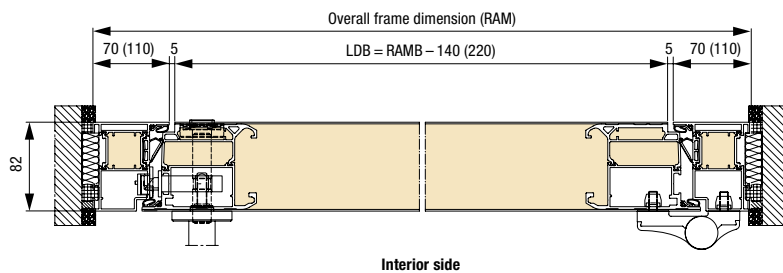 Overall frame dimension (RAM)
70 (110) 5 LDB = RAMB – 140 (220) 5 70 (110)
82
Interior side